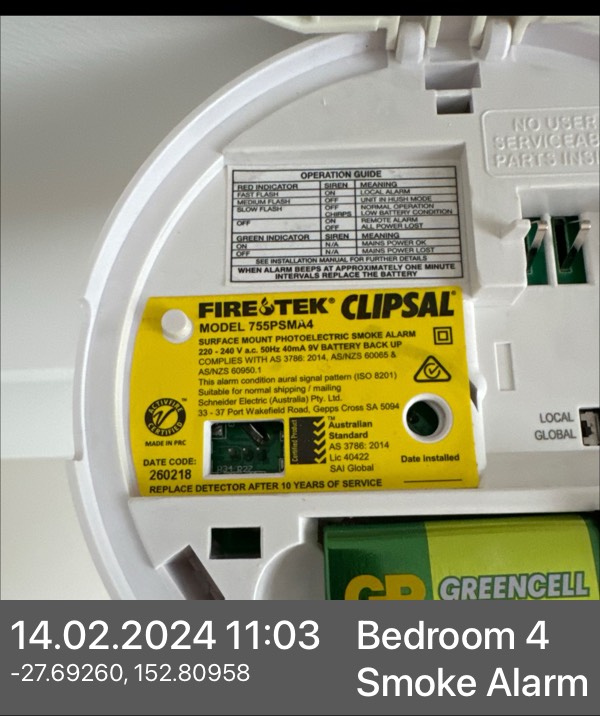 NO USER
SERVICEAB
PARTS INSI
OPERATION GUIDE
RED INDICATOR SIREN MEANING
FAST FLASH ON LOCAL ALARM
MEDIUM FLASH OFF UNIT IN HUSH MODE
SLOW FLASH OFF NORMAL OPERATION
CHIRPS LOW BATTERY CONDITION
OFF ON REMOTE ALARM
OFF ALL POWER LOST
GREEN INDICATOR SIREN MEANING
ON N/A MAINS POWER OK
OFF N/A MAINS POWER LOST
SEE INSTALLATION MANUAL FOR FURTHER DETAILS
WHEN ALARM BEEPS AT APPROXIMATELY ONE MINUTE
INTERVALS REPLACE THE BATTERY
FIRETEK® CLIPSAL®
MODEL 755PSMA4
SURFACE MOUNT PHOTOELECTRIC SMOKE ALARM
220 - 240 V a.c. 50Hz 40mA 9V BATTERY BACK UP
COMPLIES WITH AS 3786: 2014, AS/NZS 60065 &
AS/NZS 60950.1
This alarm condition aural signal pattern (ISO 8201)
Suitable for normal shipping / mailing
Schneider Electric (Australia) Pty. Ltd.
33 - 37 Port Wakefield Road, Gepps Cross SA 5094
ACTIVFIRE CERTIFIED
MADE IN PRC
Certified Product
™
Australian
Standard
AS 3786: 2014
Lic 40422
SAI Global
DATE CODE:
260218
Date installed
REPLACE DETECTOR AFTER 10 YEARS OF SERVICE
LOCAL
GLOBAL
GP GREENCELL
14.02.2024 11:03
-27.69260, 152.80958
Bedroom 4
Smoke Alarm